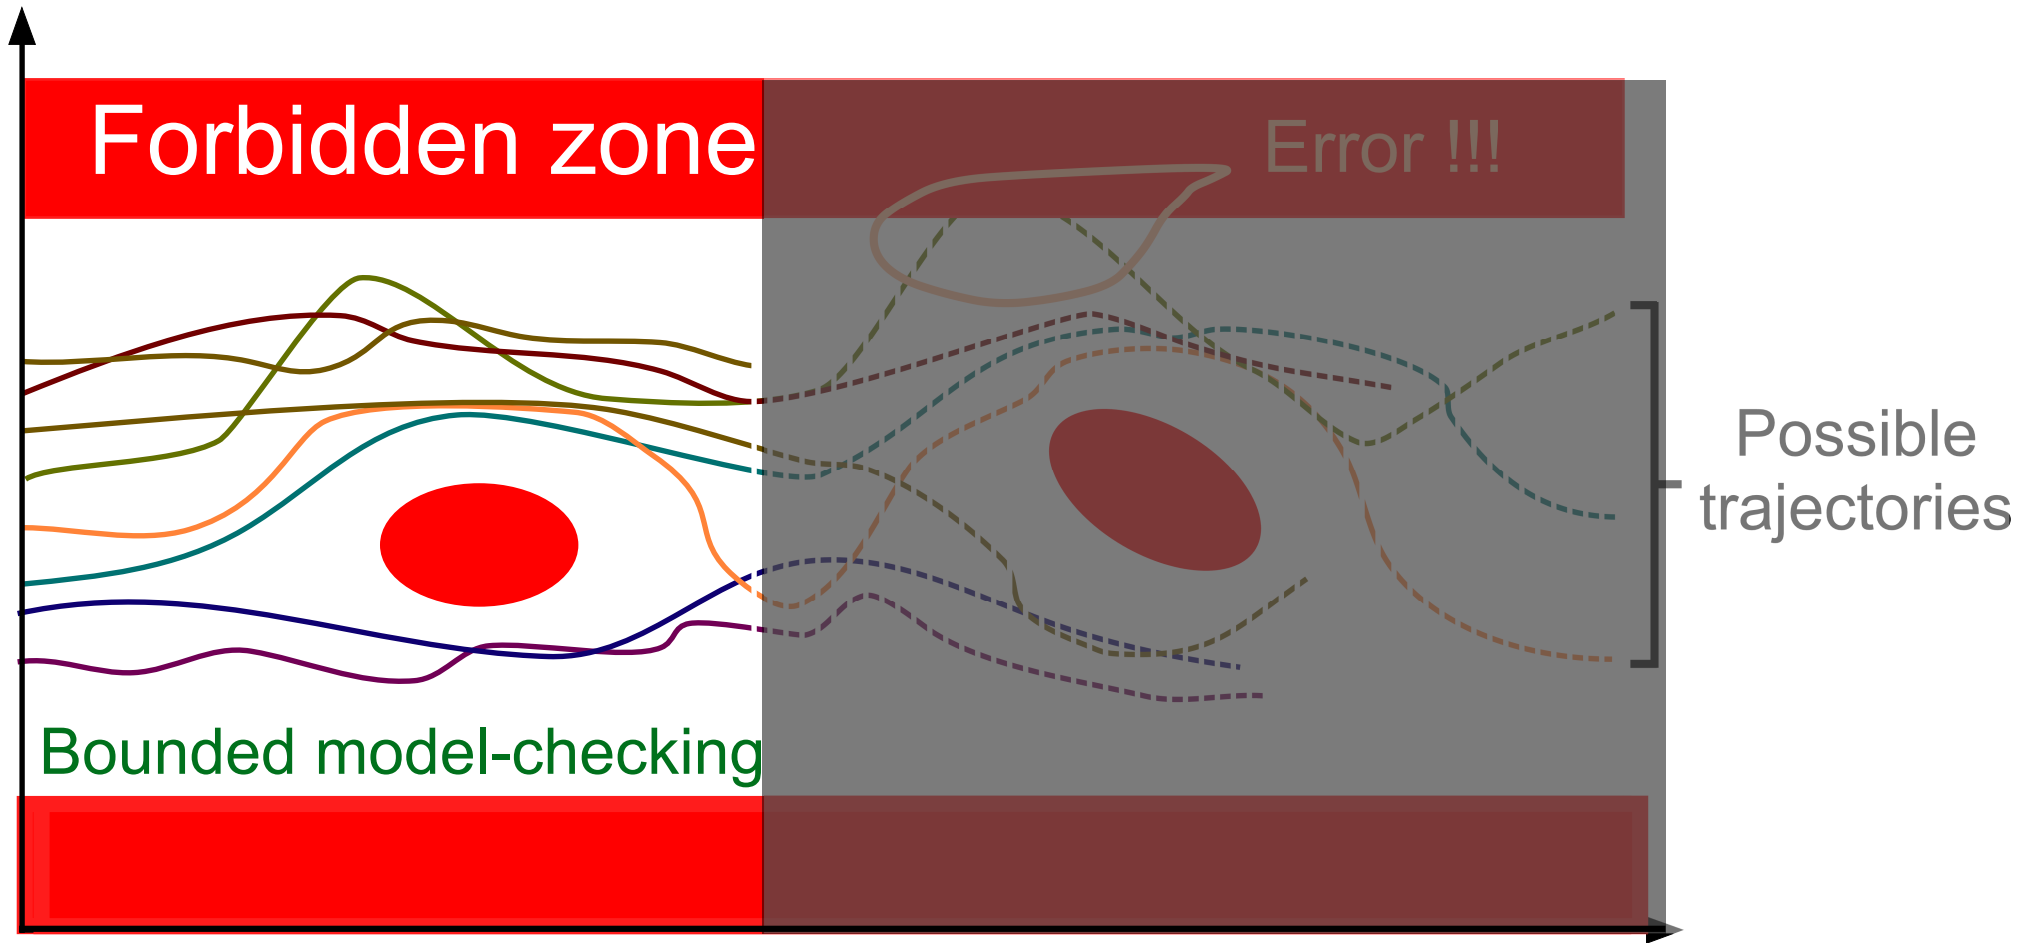 Forbidden zone
Error !!!
Possible
trajectories
Bounded model-checking